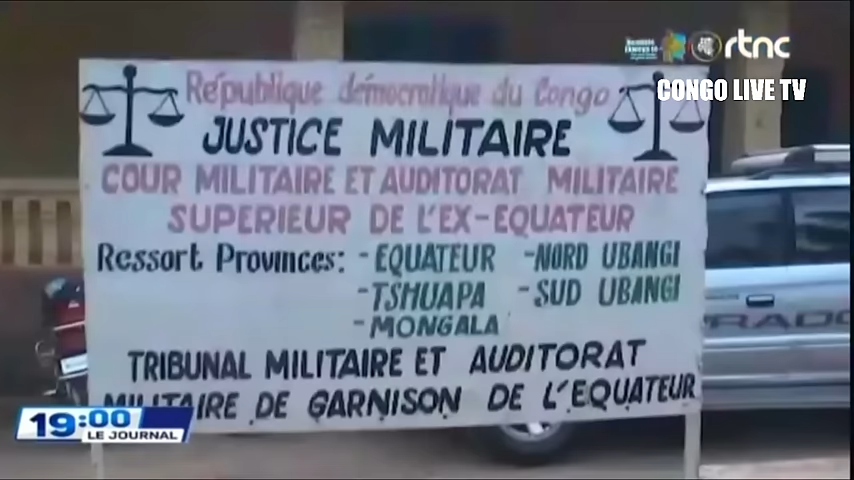 rtnc
CONGO LIVE TV
République démocratique du Congo
JUSTICE MILITAIRE
COUR MILITAIRE ET AUDITORAT MILITAIRE
SUPERIEUR DE L'EX-EQUATEUR
Ressort Provinces: -EQUATEUR -NORD UBANGI
-TSHUAPA -SUD UBANGI
-MONGALA
TRIBUNAL MILITAIRE ET AUDITORAT
MILITAIRE DE GARNISON DE L'EQUATEUR
RADO
19:00
LE JOURNAL